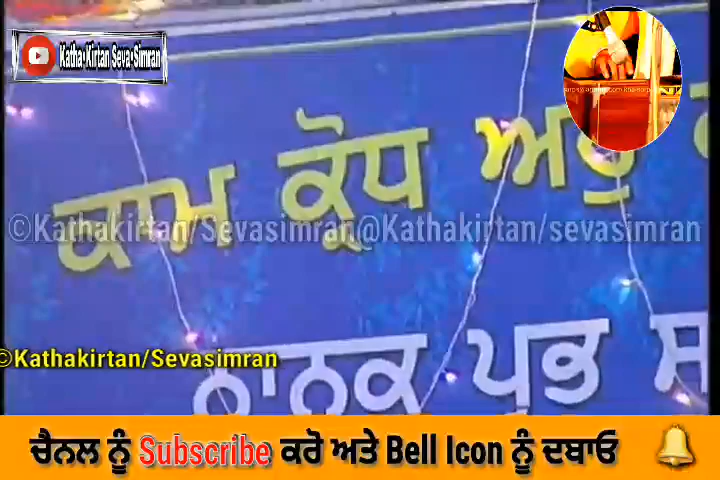 Katha•Kirtan Seva•Simran
ਕਾਮ ਕ੍ਰੋਧ ਅਰੁ
©Kathakirtan/Sevasimran@Kathakirtan/sevasimran
©Kathakirtan/Sevasimran
ਨਾਨਕ ਪ੍ਰਭ
ਚੈਨਲ ਨੂੰ Subscribe ਕਰੋ ਅਤੇ Bell Icon ਨੂੰ ਦਬਾਓ